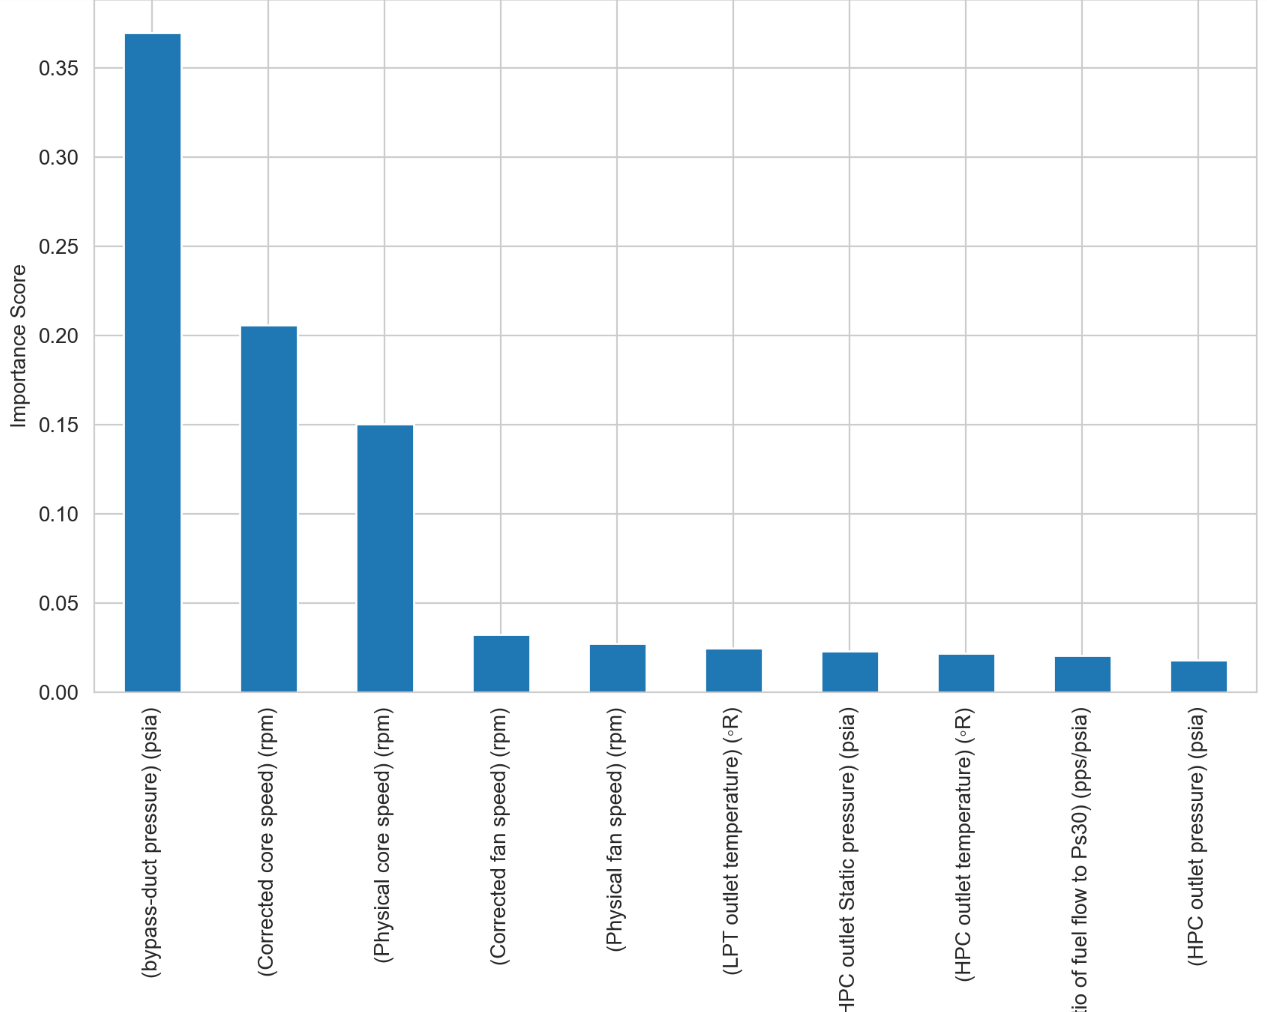 Importance Score
0.35
0.30
0.25
0.20
0.15
0.10
0.05
0.00
(bypass-duct pressure) (psia)
(Corrected core speed) (rpm)
(Physical core speed) (rpm)
(Corrected fan speed) (rpm)
(Physical fan speed) (rpm)
(LPT outlet temperature) (◦R)
HPC outlet Static pressure) (psia)
(HPC outlet temperature) (◦R)
tio of fuel flow to Ps30) (pps/psia)
(HPC outlet pressure) (psia)